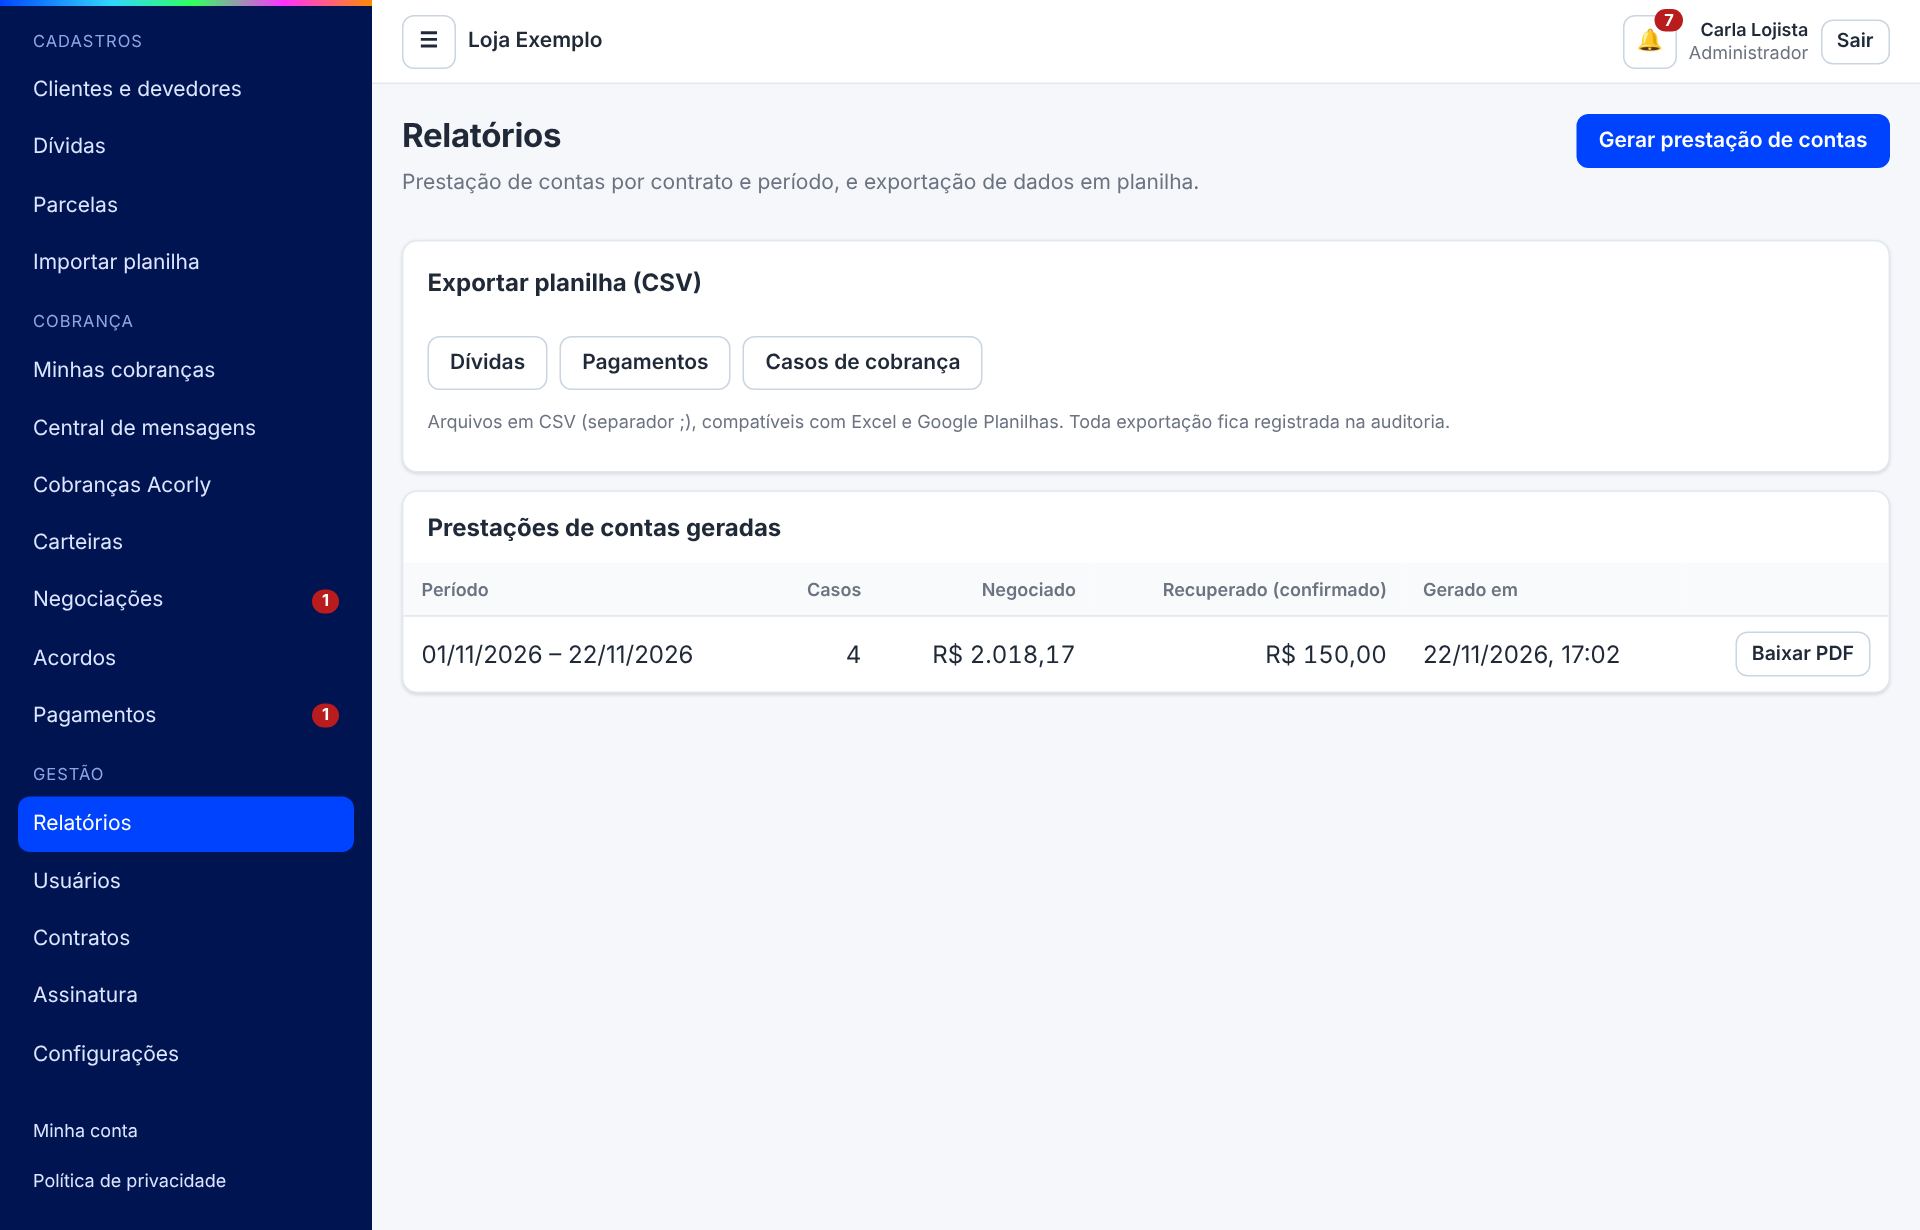 CADASTROS
Clientes e devedores
Dívidas
Parcelas
Importar planilha
COBRANÇA
Minhas cobranças
Central de mensagens
Cobranças Acorly
Carteiras
Negociações 1
Acordos
Pagamentos 1
GESTÃO
Relatórios
Usuários
Contratos
Assinatura
Configurações
Minha conta
Política de privacidade
Loja Exemplo
7
Carla Lojista
Administrador
Sair
Relatórios
Gerar prestação de contas
Prestação de contas por contrato e período, e exportação de dados em planilha.
Exportar planilha (CSV)
Dívidas Pagamentos Casos de cobrança
Arquivos em CSV (separador ;), compatíveis com Excel e Google Planilhas. Toda exportação fica registrada na auditoria.
Prestações de contas geradas
Período Casos Negociado Recuperado (confirmado) Gerado em
01/11/2026 – 22/11/2026 4 R$ 2.018,17 R$ 150,00 22/11/2026, 17:02 Baixar PDF